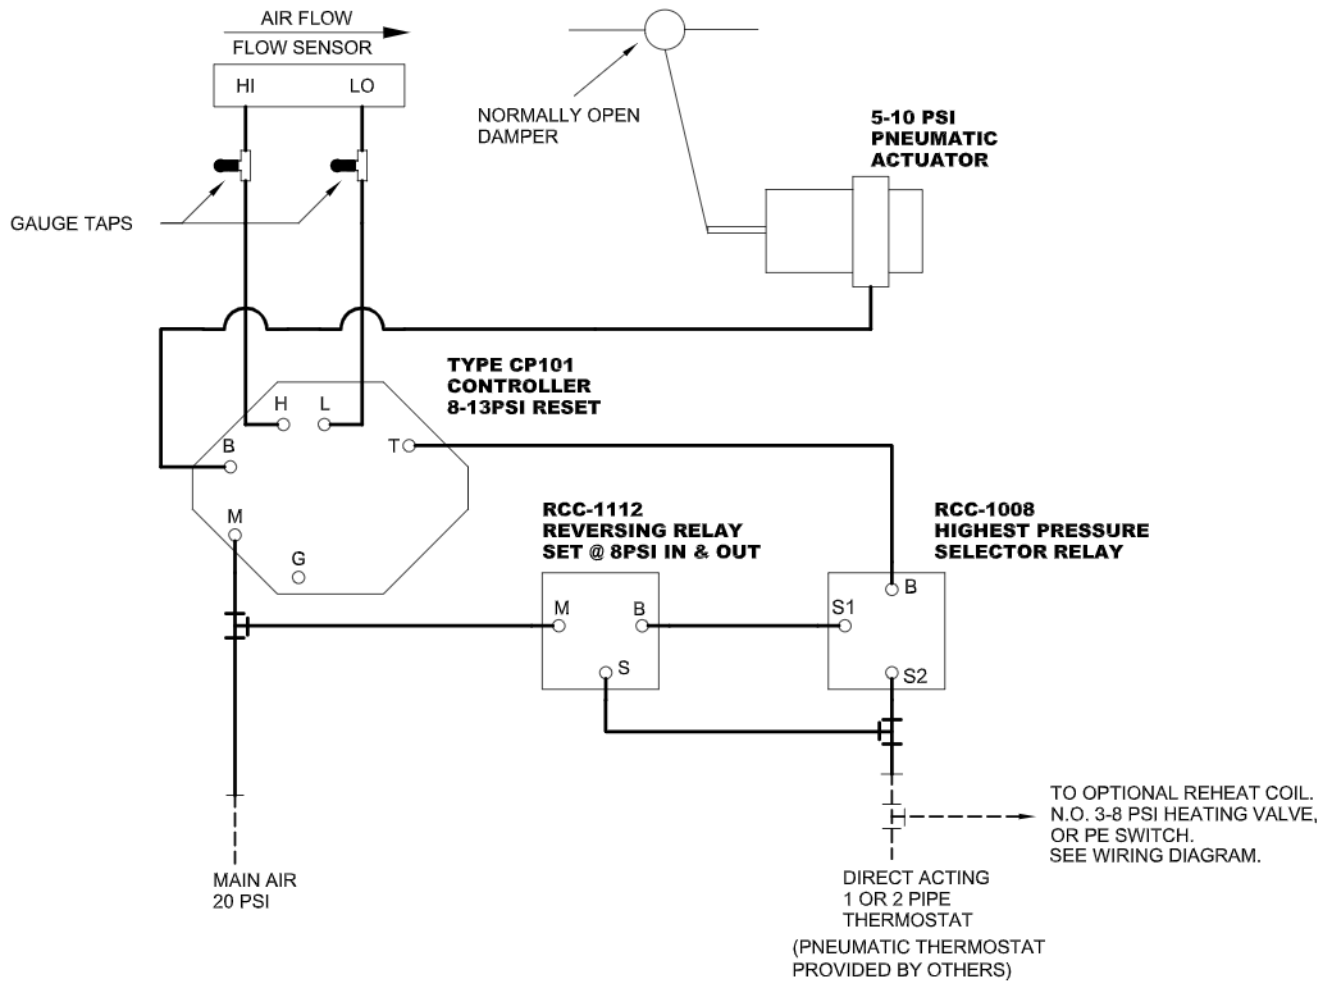 AIR FLOW
FLOW SENSOR
HI
LO
GAUGE TAPS
NORMALLY OPEN
DAMPER
5-10 PSI
PNEUMATIC
ACTUATOR
TYPE CP101
CONTROLLER
8-13PSI RESET
H
L
B
T
M
G
RCC-1112
REVERSING RELAY
SET @ 8PSI IN & OUT
M
B
S
RCC-1008
HIGHEST PRESSURE
SELECTOR RELAY
B
S1
S2
MAIN AIR
20 PSI
TO OPTIONAL REHEAT COIL.
N.O. 3-8 PSI HEATING VALVE,
OR PE SWITCH.
SEE WIRING DIAGRAM.
DIRECT ACTING
1 OR 2 PIPE
THERMOSTAT
(PNEUMATIC THERMOSTAT
PROVIDED BY OTHERS)